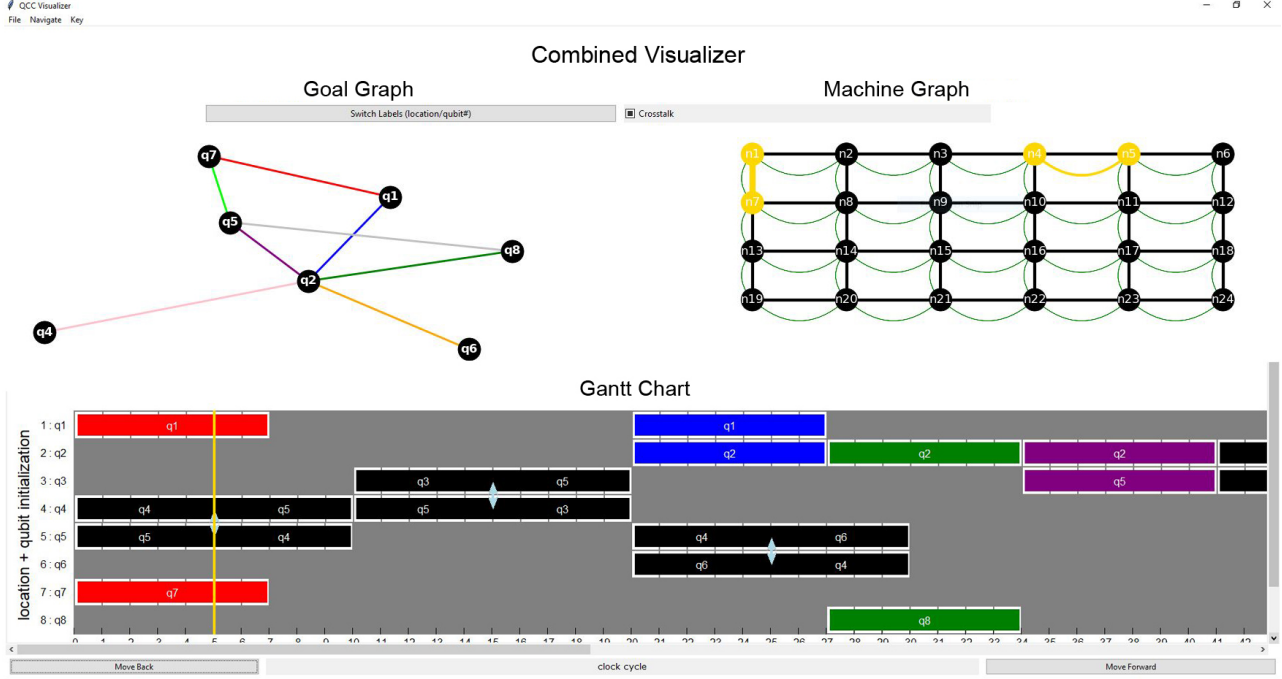 QCC Visualizer
File Navigate Key
Combined Visualizer
Goal Graph
Machine Graph
Switch Labels (location/qubit#)
Crosstalk
q7
q1
q5
q8
q2
q4
q6
n1 n2 n3 n4 n5 n6
n7 n8 n9 n10 n11 n12
n13 n14 n15 n16 n17 n18
n19 n20 n21 n22 n23 n24
Gantt Chart
location + qubit initialization
1 : q1 q1 q1
2 : q2 q2 q2 q2
3 : q3 q3 q5 q5
4 : q4 q4 q5 q5 q3
5 : q5 q5 q4 q4 q6
6 : q6 q6 q4
7 : q7 q7
8 : q8 q8
0 1 2 3 4 5 6 7 8 9 10 11 12 13 14 15 16 17 18 19 20 21 22 23 24 25 26 27 28 29 30 31 32 33 34 35 36 37 38 39 40 41 42
Move Back
clock cycle
Move Forward